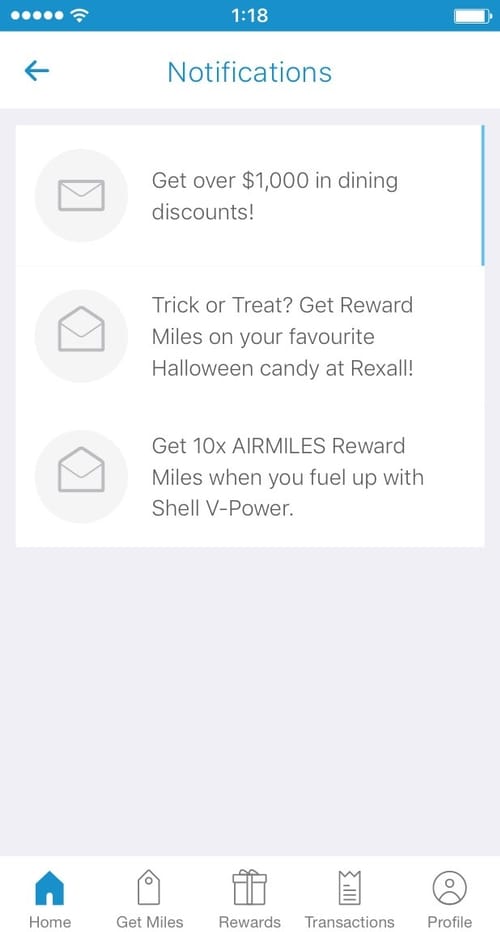 1:18
Notifications
Get over $1,000 in dining
discounts!
Trick or Treat? Get Reward
Miles on your favourite
Halloween candy at Rexall!
Get 10x AIRMILES Reward
Miles when you fuel up with
Shell V-Power.
Home Get Miles Rewards Transactions Profile